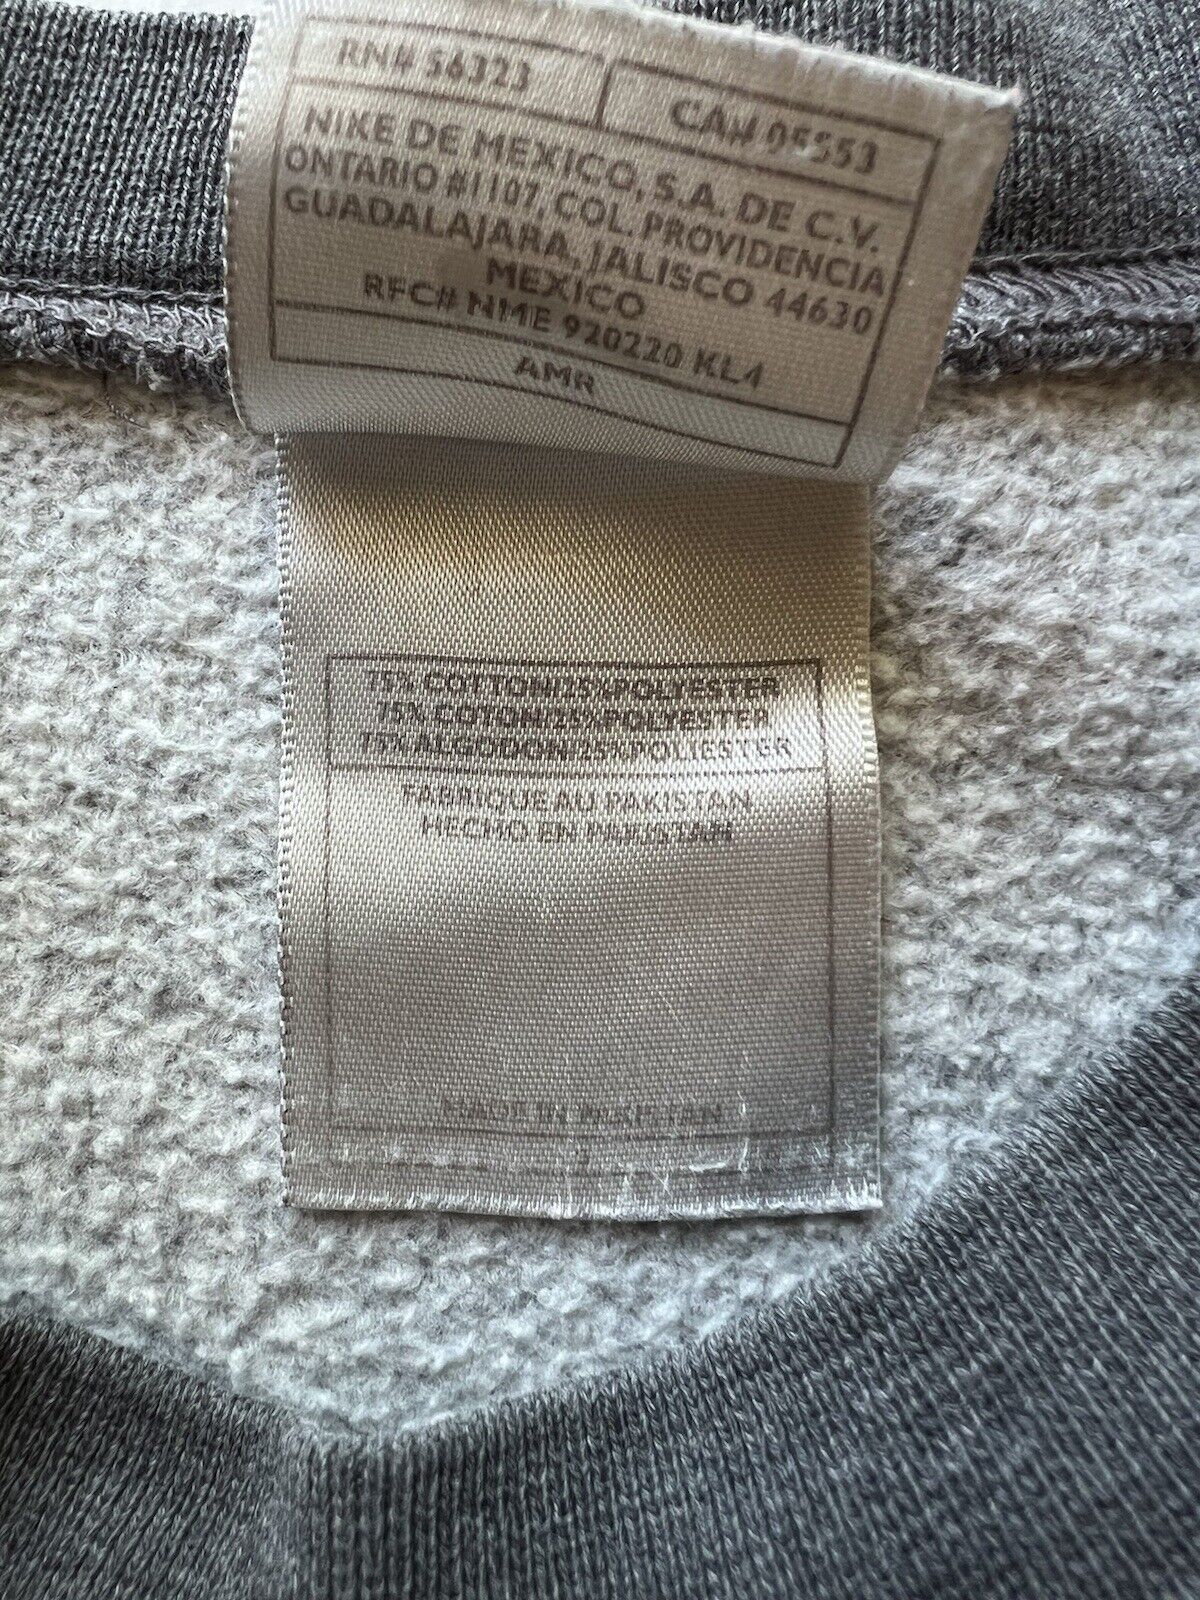 RN# 56323
CA# 05553
NIKE DE MEXICO, S.A. DE C.V.
ONTARIO #1107, COL. PROVIDENCIA
GUADALAJARA, JALISCO 44630
MEXICO
RFC# NME 920220 KL4
AMR
75% COTTON/25% POLYESTER
75% COTON/25% POLYESTER
75% ALGODON/25% POLIESTER
FABRIQUE AU PAKISTAN
HECHO EN PAKISTAN
MADE IN PAKISTAN